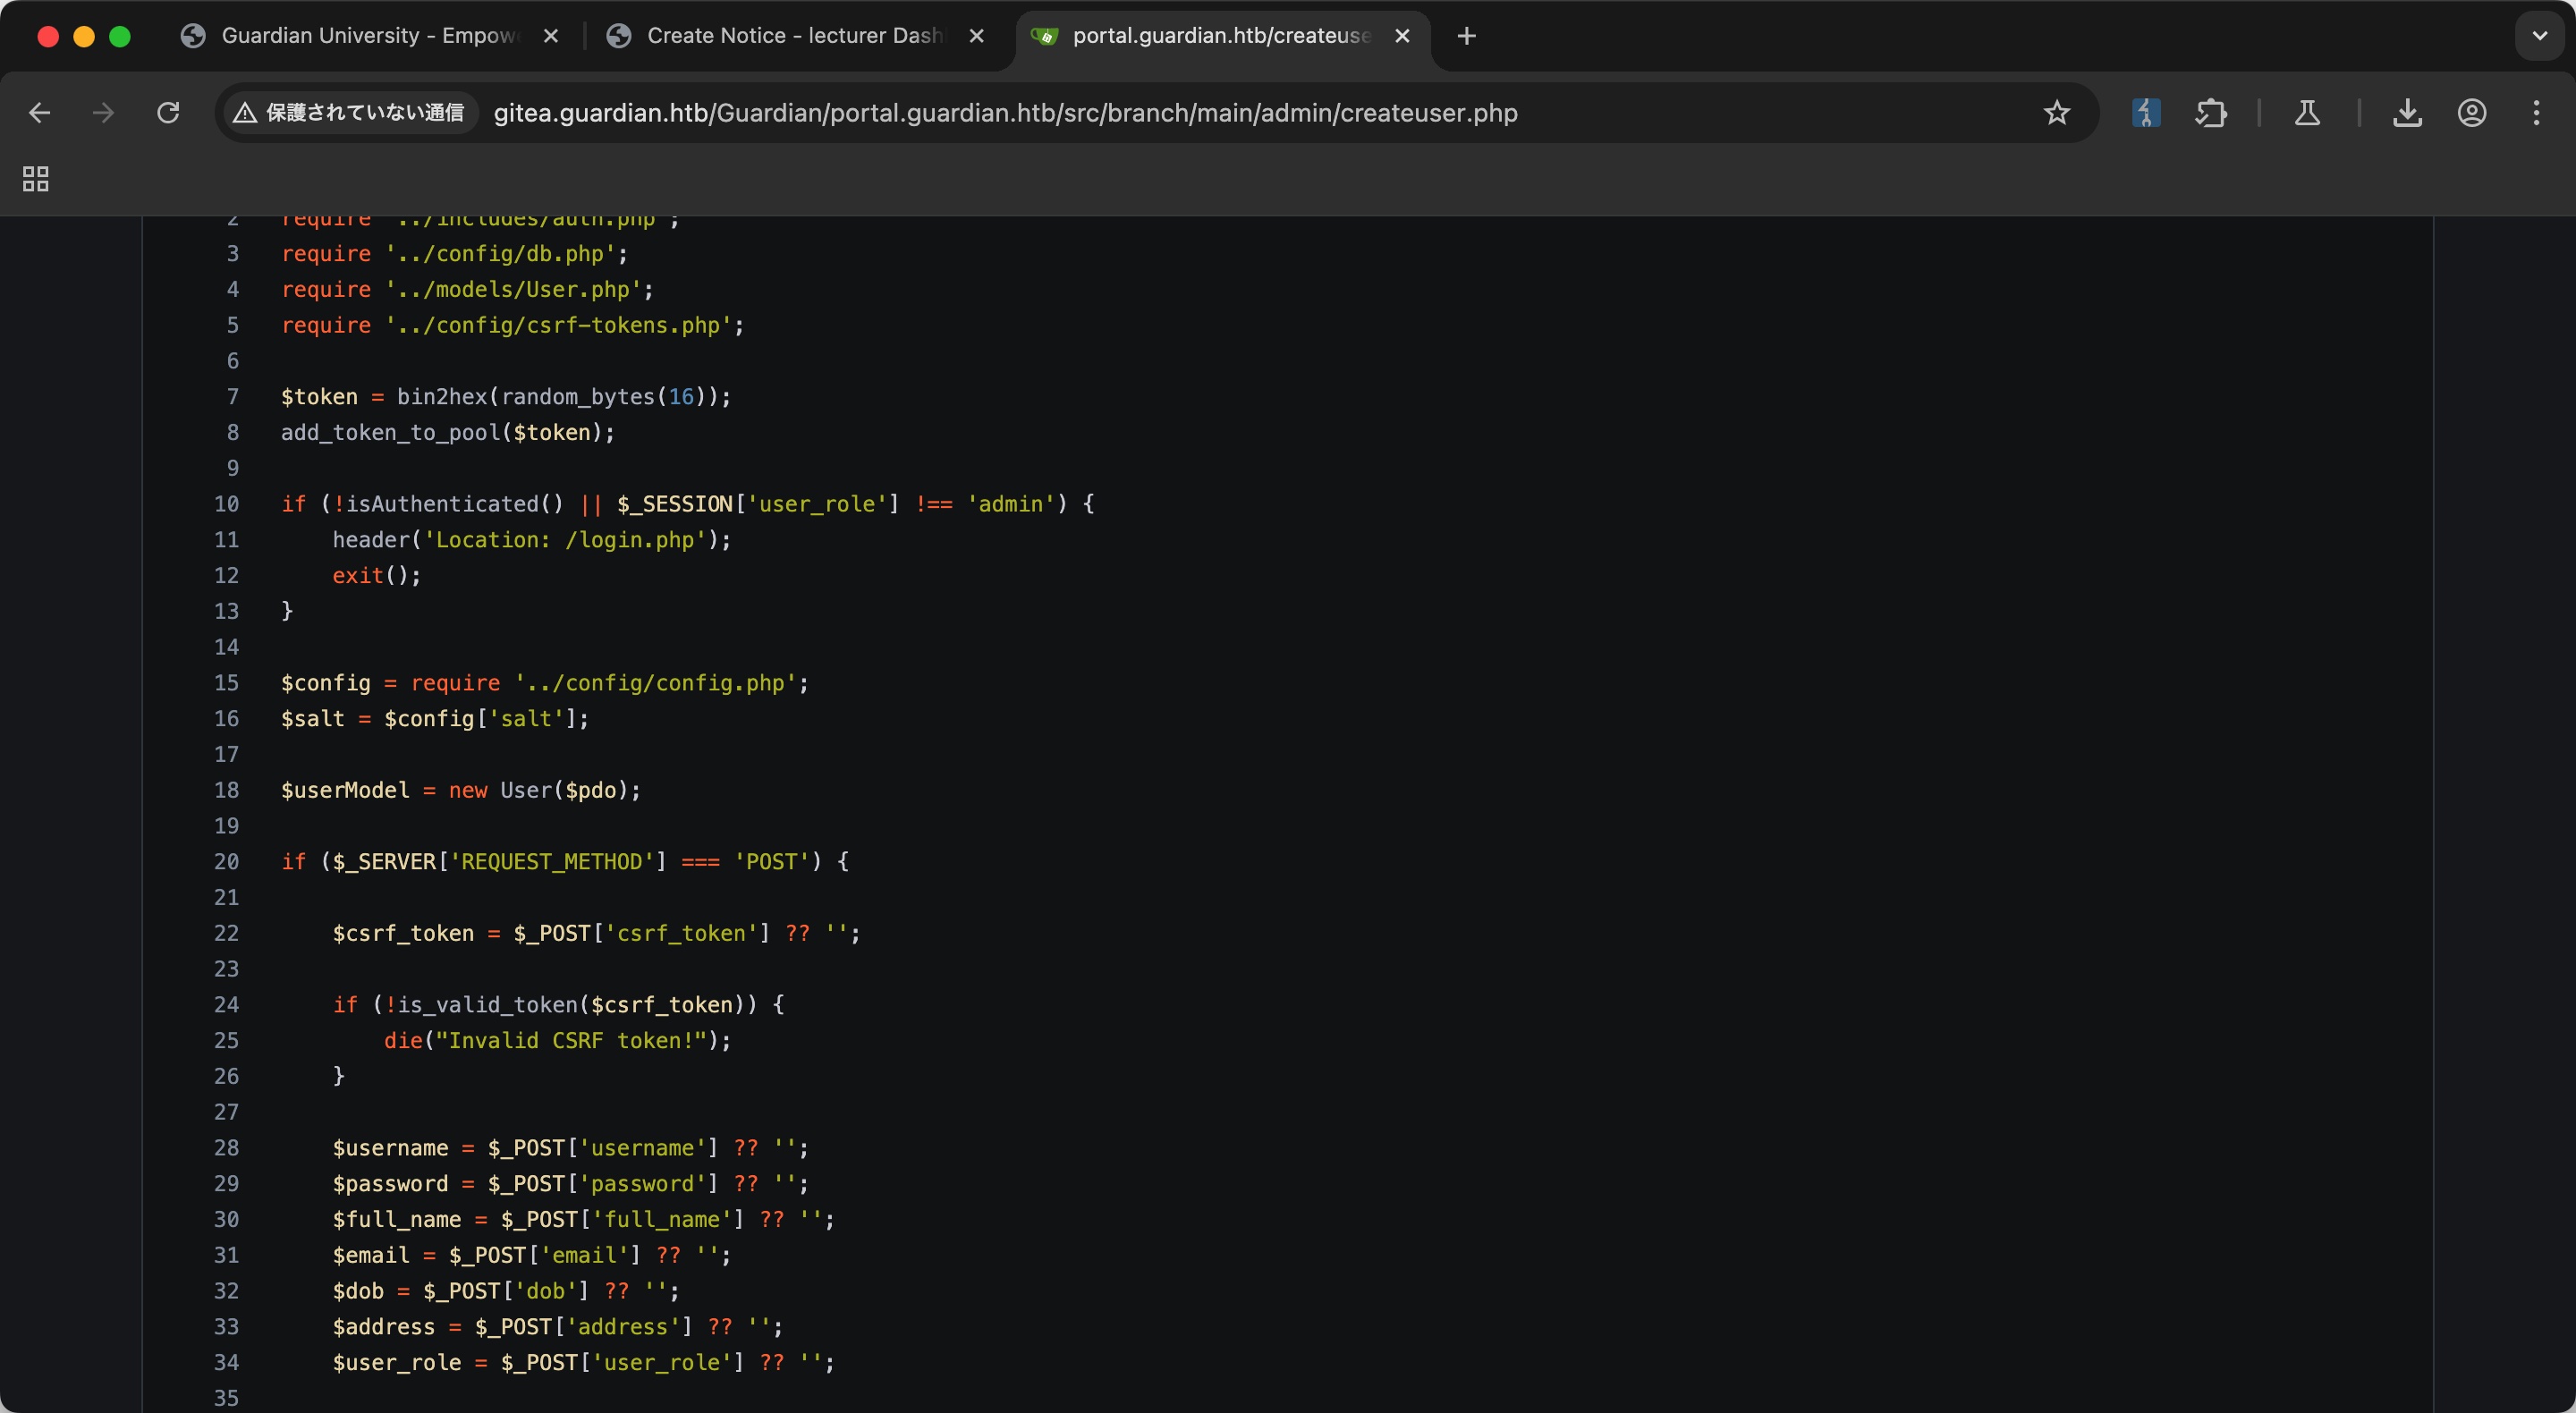 Guardian University - Empow
Create Notice - lecturer Dash
portal.guardian.htb/createuse
保護されていない通信 gitea.guardian.htb/Guardian/portal.guardian.htb/src/branch/main/admin/createuser.php
2 require '../includes/auth.php';
3 require '../config/db.php';
4 require '../models/User.php';
5 require '../config/csrf-tokens.php';
6
7 $token = bin2hex(random_bytes(16));
8 add_token_to_pool($token);
9
10 if (!isAuthenticated() || $_SESSION['user_role'] !== 'admin') {
11 header('Location: /login.php');
12 exit();
13 }
14
15 $config = require '../config/config.php';
16 $salt = $config['salt'];
17
18 $userModel = new User($pdo);
19
20 if ($_SERVER['REQUEST_METHOD'] === 'POST') {
21
22 $csrf_token = $_POST['csrf_token'] ?? '';
23
24 if (!is_valid_token($csrf_token)) {
25 die("Invalid CSRF token!");
26 }
27
28 $username = $_POST['username'] ?? '';
29 $password = $_POST['password'] ?? '';
30 $full_name = $_POST['full_name'] ?? '';
31 $email = $_POST['email'] ?? '';
32 $dob = $_POST['dob'] ?? '';
33 $address = $_POST['address'] ?? '';
34 $user_role = $_POST['user_role'] ?? '';
35